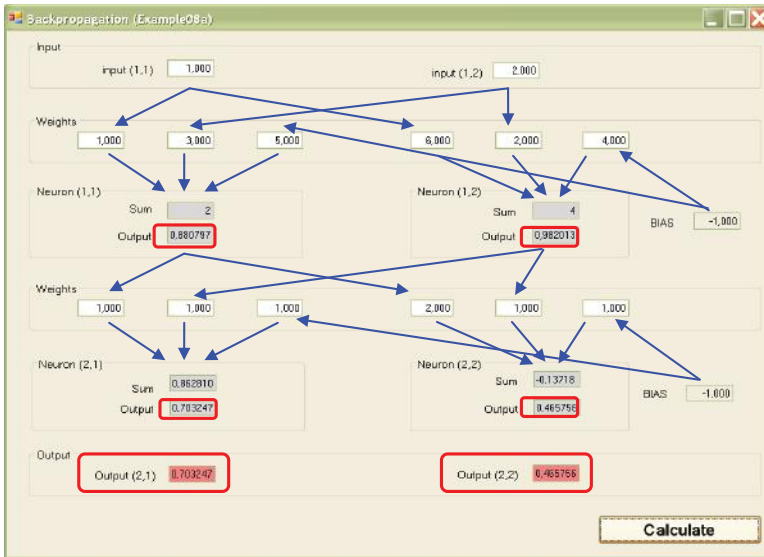 Backpropagation (Example08a)
Input
input (1,1) 1,000 input (1,2) 2.000
Weights
1,000 3,000 5,000 6,000 2,000 4,000
Neuron (1,1) Neuron (1,2)
Sum 2 Sum 4 BIAS -1,000
Output 0,880797 Output 0,982013
Weights
1,000 1,000 1,000 2,000 1,000 1,000
Neuron (2,1) Neuron (2,2)
Sum 0,862810 Sum -0,13718 BIAS -1.000
Output 0.703247 Output 0.465756
Output
Output (2,1) 0,703247 Output (2,2) 0,465756
Calculate